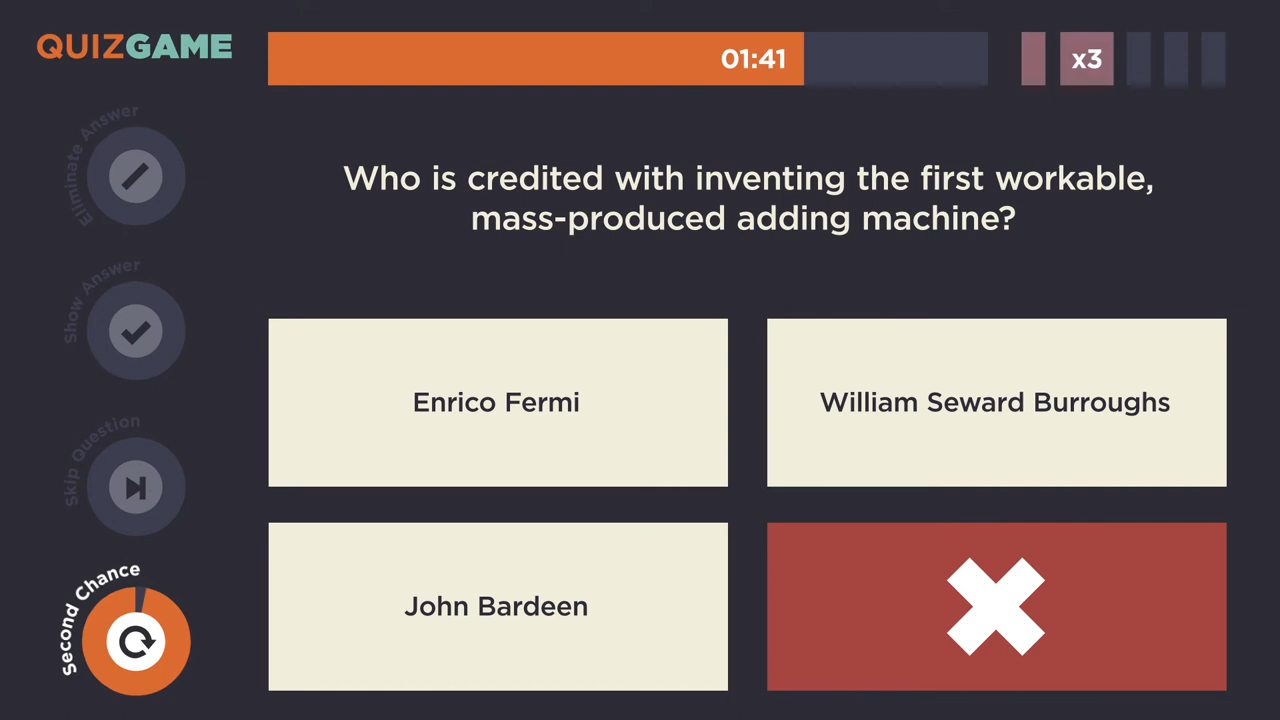 QUIZGAME
01:41
x3
Eliminate Answer
Who is credited with inventing the first workable,
mass-produced adding machine?
Show Answer
Enrico Fermi
William Seward Burroughs
Skip Question
Second Chance
John Bardeen